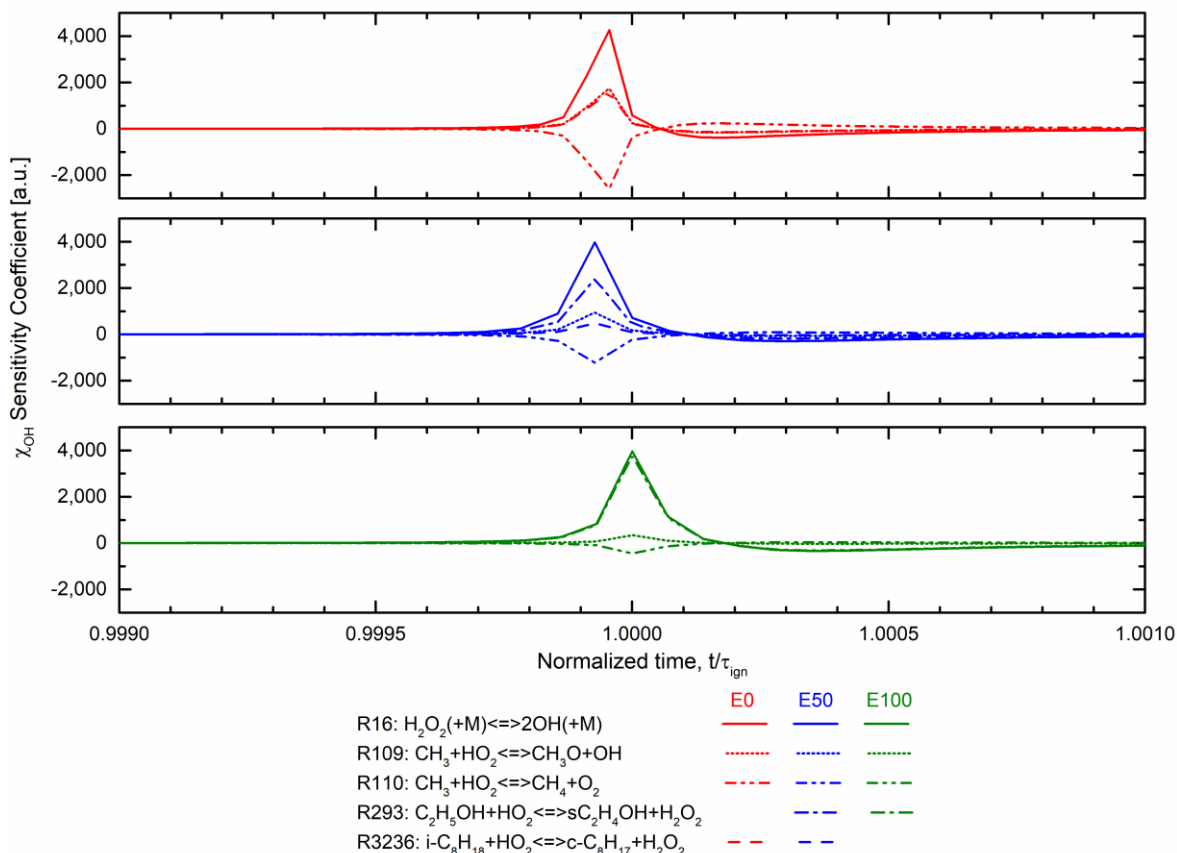 4,000
2,000
0
-2,000
4,000
2,000
0
-2,000
4,000
2,000
0
-2,000
χOH Sensitivity Coefficient [a.u.]
0.9990 0.9995 1.0000 1.0005 1.0010
Normalized time, t/τign
E0 E50 E100
R16: H2O2(+M)<=>2OH(+M)
R109: CH3+HO2<=>CH3O+OH
R110: CH3+HO2<=>CH4+O2
R293: C2H5OH+HO2<=>sC2H4OH+H2O2
R3236: i-C8H18+HO2<=>c-C8H17+H2O2